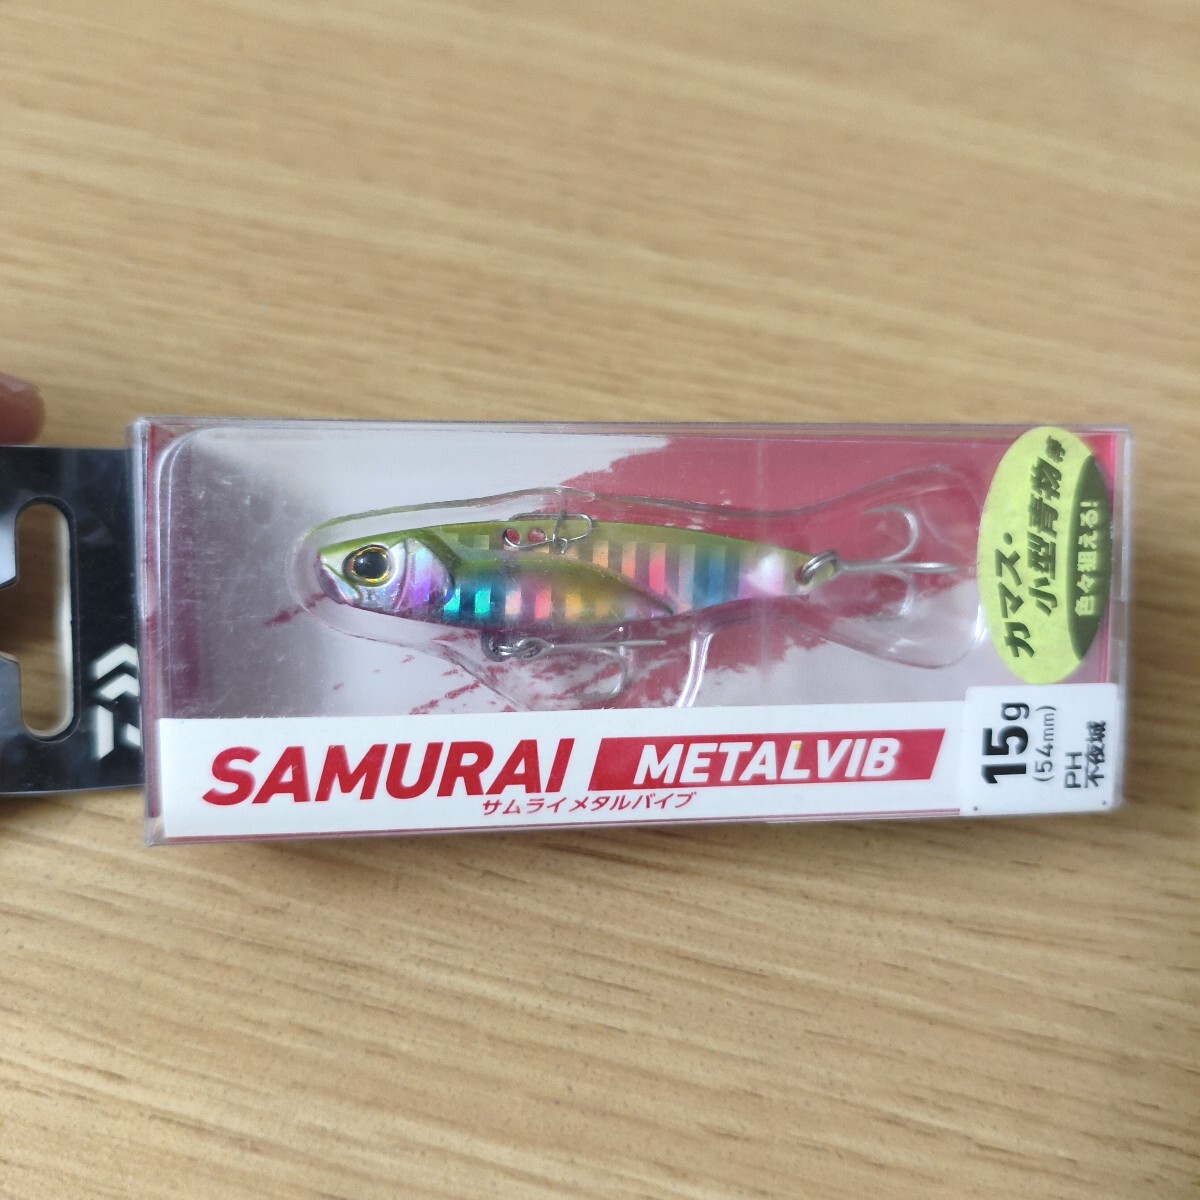 カマス・
小型青物等
色々狙える!
SAMURAI METALVIB
サムライメタルバイブ
15g
(54mm)
PH
不夜城